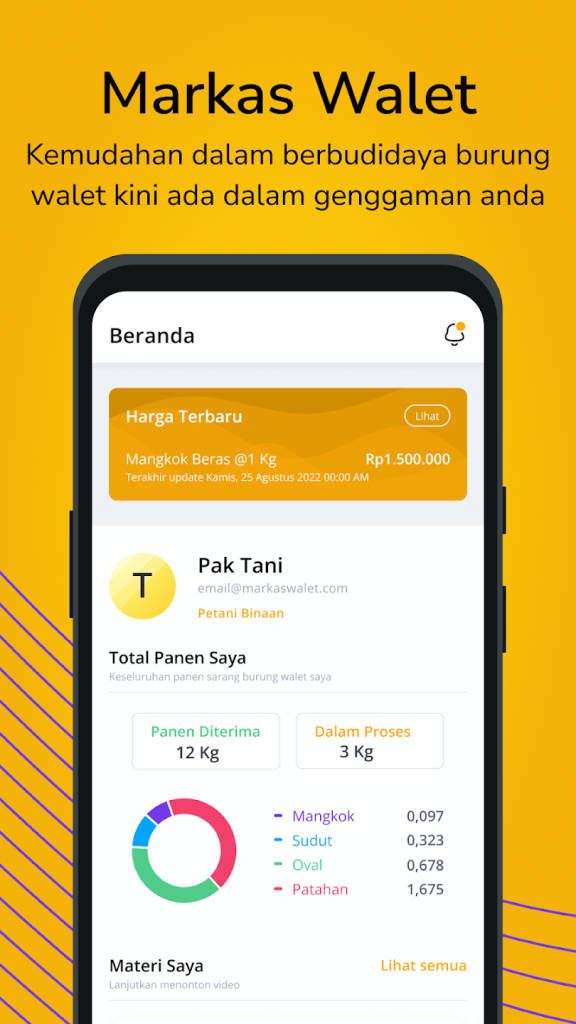 Markas Walet
Kemudahan dalam berbudidaya burung
walet kini ada dalam genggaman anda
Beranda
Harga Terbaru
Lihat
Mangkok Beras @1 Kg
Rp1.500.000
Terakhir update Kamis, 25 Agustus 2022 00:00 AM
T
Pak Tani
email@markaswalet.com
Petani Binaan
Total Panen Saya
Keseluruhan panen sarang burung walet saya
Panen Diterima
12 Kg
Dalam Proses
3 Kg
Mangkok 0,097
Sudut 0,323
Oval 0,678
Patahan 1,675
Materi Saya
Lihat semua
Lanjutkan menonton video